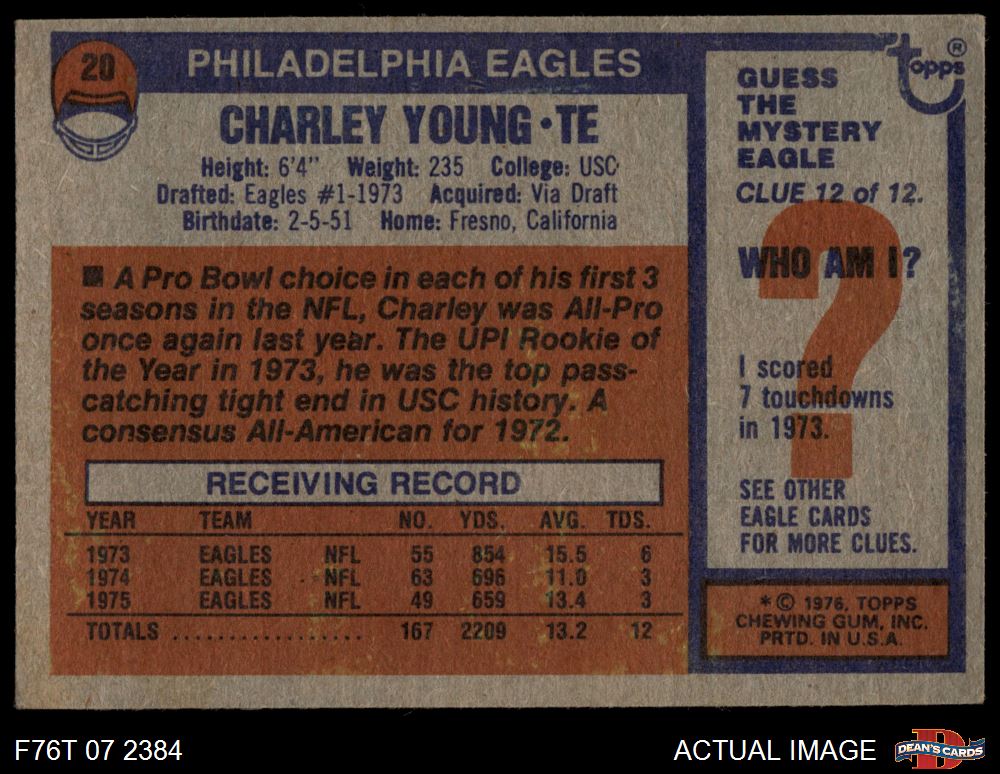 20
PHILADELPHIA EAGLES
CHARLEY YOUNG • TE
Height: 6'4" Weight: 235 College: USC
Drafted: Eagles #1-1973 Acquired: Via Draft
Birthdate: 2-5-51 Home: Fresno, California
■ A Pro Bowl choice in each of his first 3
seasons in the NFL, Charley was All-Pro
once again last year. The UPI Rookie of
the Year in 1973, he was the top pass-
catching tight end in USC history. A
consensus All-American for 1972.
RECEIVING RECORD
YEAR TEAM NO. YDS. AVG. TDS.
1973 EAGLES NFL 55 854 15.5 6
1974 EAGLES NFL 63 696 11.0 3
1975 EAGLES NFL 49 659 13.4 3
TOTALS .................. 167 2209 13.2 12
topps ®
GUESS
THE
MYSTERY
EAGLE
CLUE 12 of 12.
?
WHO AM I?
I scored
7 touchdowns
in 1973.
SEE OTHER
EAGLE CARDS
FOR MORE CLUES.
* © 1976, TOPPS
CHEWING GUM, INC.
PRTD. IN U.S.A.
F76T 07 2384
ACTUAL IMAGE
D
DEAN'S CARDS